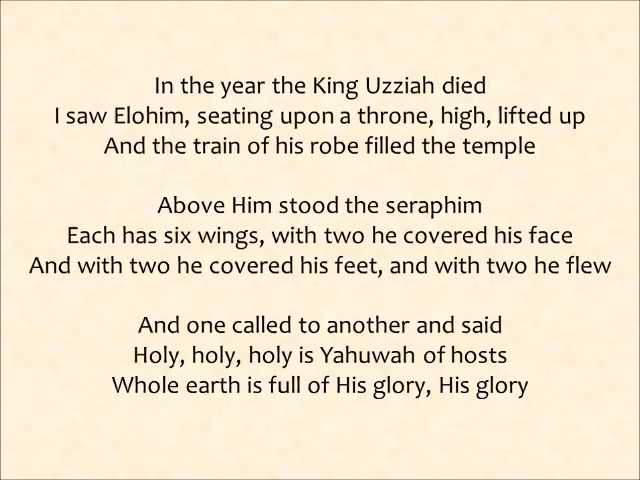 In the year the King Uzziah died
I saw Elohim, seating upon a throne, high, lifted up
And the train of his robe filled the temple
Above Him stood the seraphim
Each has six wings, with two he covered his face
And with two he covered his feet, and with two he flew
And one called to another and said
Holy, holy, holy is Yahuwah of hosts
Whole earth is full of His glory, His glory